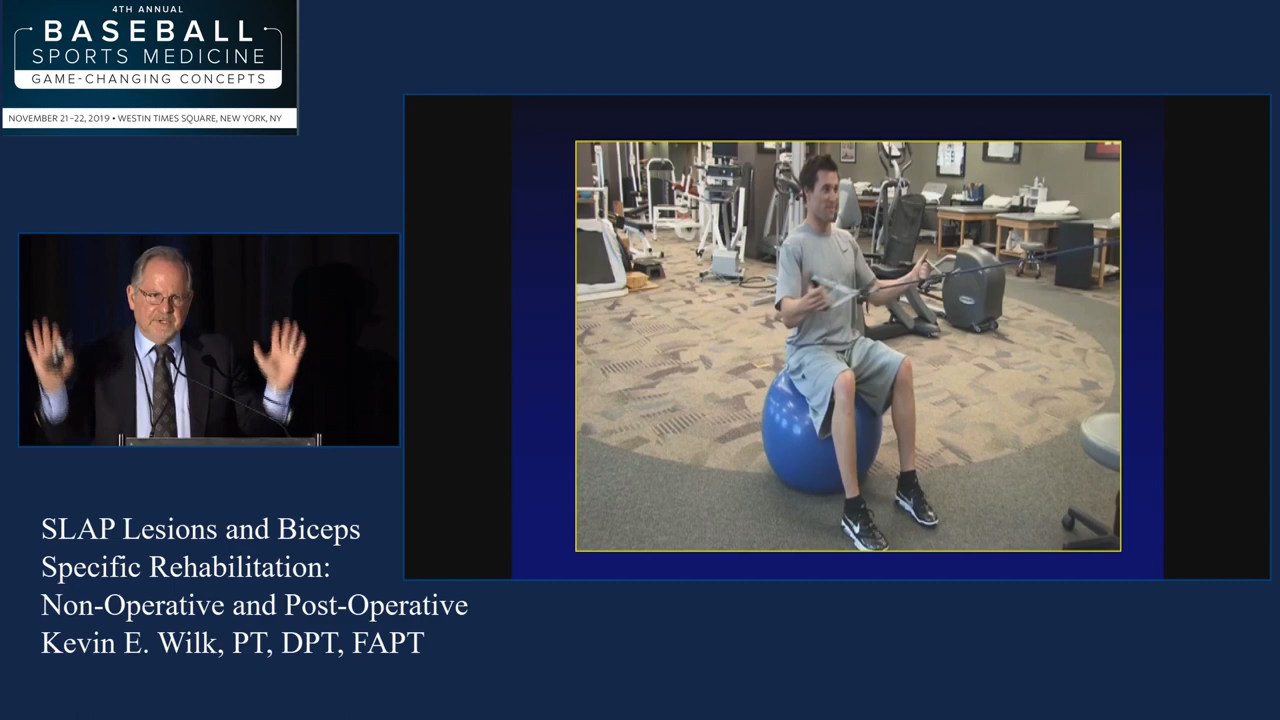 4TH ANNUAL
BASEBALL
SPORTS MEDICINE
GAME-CHANGING CONCEPTS
NOVEMBER 21-22, 2019 • WESTIN TIMES SQUARE, NEW YORK, NY
SLAP Lesions and Biceps
Specific Rehabilitation:
Non-Operative and Post-Operative
Kevin E. Wilk, PT, DPT, FAPT